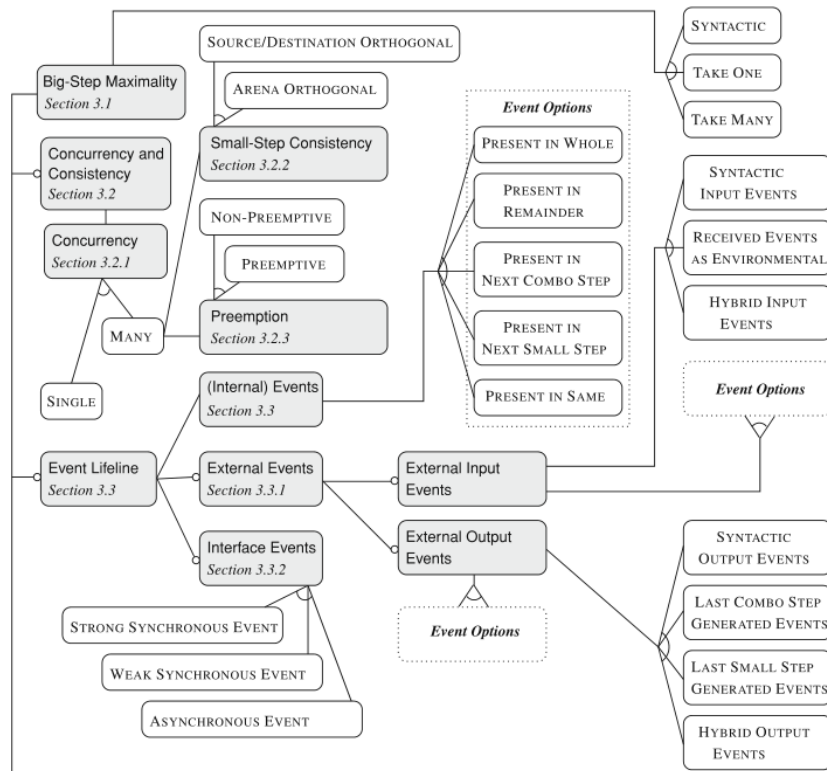 SOURCE/DESTINATION ORTHOGONAL
ARENA ORTHOGONAL
Big-Step Maximality
Section 3.1
SYNTACTIC
TAKE ONE
TAKE MANY
Concurrency and
Consistency
Section 3.2
Small-Step Consistency
Section 3.2.2
Concurrency
Section 3.2.1
NON-PREEMPTIVE
PREEMPTIVE
Preemption
Section 3.2.3
MANY
SINGLE
Event Options
PRESENT IN WHOLE
PRESENT IN
REMAINDER
PRESENT IN
NEXT COMBO STEP
PRESENT IN
NEXT SMALL STEP
PRESENT IN SAME
SYNTACTIC
INPUT EVENTS
RECEIVED EVENTS
AS ENVIRONMENTAL
HYBRID INPUT
EVENTS
Event Options
(Internal) Events
Section 3.3
Event Lifeline
Section 3.3
External Events
Section 3.3.1
Interface Events
Section 3.3.2
External Input
Events
External Output
Events
Event Options
STRONG SYNCHRONOUS EVENT
WEAK SYNCHRONOUS EVENT
ASYNCHRONOUS EVENT
SYNTACTIC
OUTPUT EVENTS
LAST COMBO STEP
GENERATED EVENTS
LAST SMALL STEP
GENERATED EVENTS
HYBRID OUTPUT
EVENTS